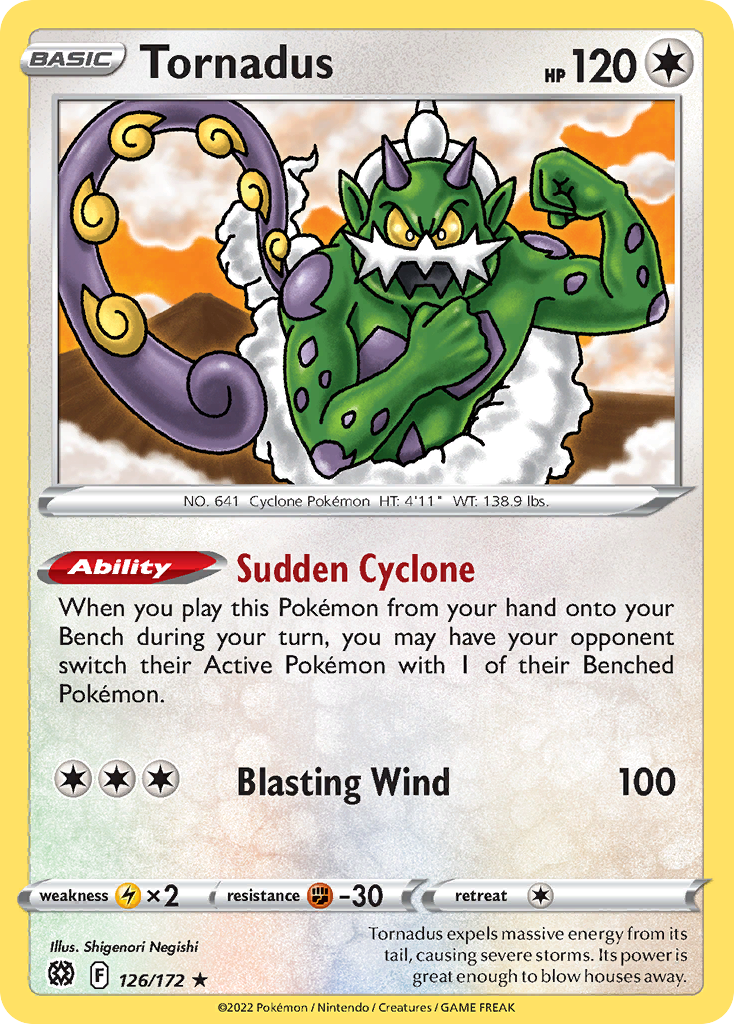 BASIC Tornadus HP 120
NO. 641 Cyclone Pokémon HT: 4'11" WT: 138.9 lbs.
Ability Sudden Cyclone
When you play this Pokémon from your hand onto your
Bench during your turn, you may have your opponent
switch their Active Pokémon with 1 of their Benched
Pokémon.
Blasting Wind 100
weakness ×2 resistance -30 retreat
Illus. Shigenori Negishi
F 126/172 ★
Tornadus expels massive energy from its
tail, causing severe storms. Its power is
great enough to blow houses away.
©2022 Pokémon / Nintendo / Creatures / GAME FREAK